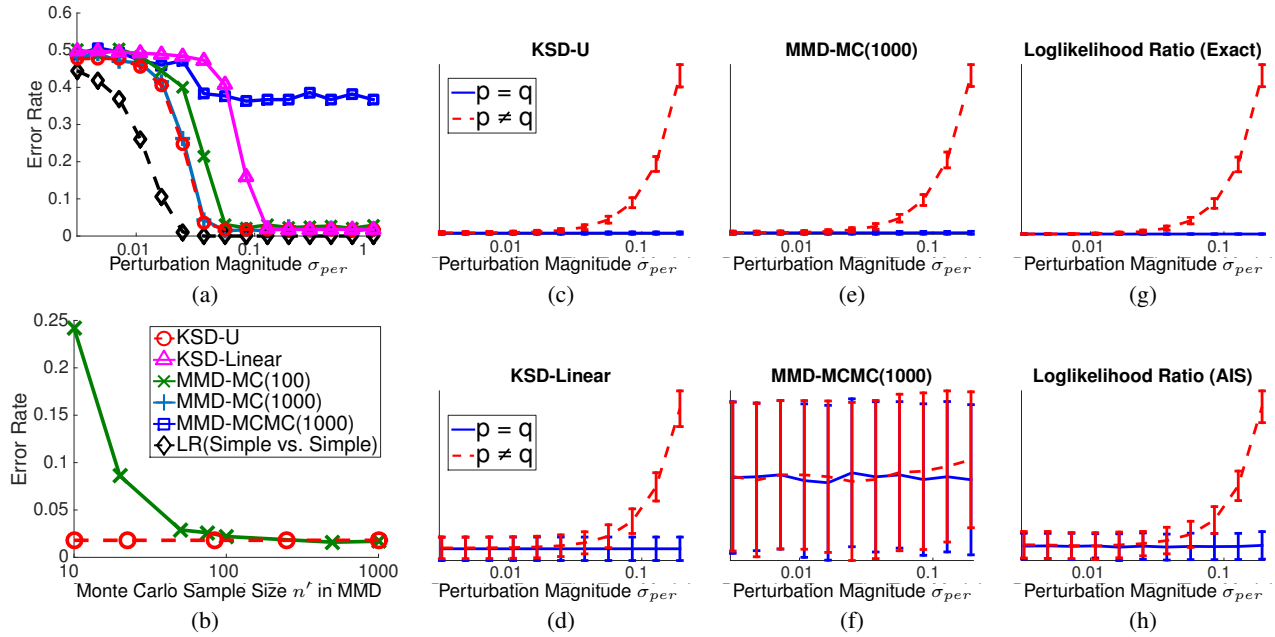 0.6
0.5
0.4
0.3
0.2
0.1
0
Error Rate
0.01
0.1
1
Perturbation Magnitude σper
(a)
KSD-U
p = q
p ≠ q
0.01
0.1
Perturbation Magnitude σper
(c)
MMD-MC(1000)
0.01
0.1
Perturbation Magnitude σper
(e)
Loglikelihood Ratio (Exact)
0.01
0.1
Perturbation Magnitude σper
(g)
0.25
0.2
0.15
0.1
0.05
0
Error Rate
KSD-U
KSD-Linear
MMD-MC(100)
MMD-MC(1000)
MMD-MCMC(1000)
LR(Simple vs. Simple)
10
100
1000
Monte Carlo Sample Size n′ in MMD
(b)
KSD-Linear
p = q
p ≠ q
0.01
0.1
Perturbation Magnitude σper
(d)
MMD-MCMC(1000)
0.01
0.1
Perturbation Magnitude σper
(f)
Loglikelihood Ratio (AIS)
0.01
0.1
Perturbation Magnitude σper
(h)